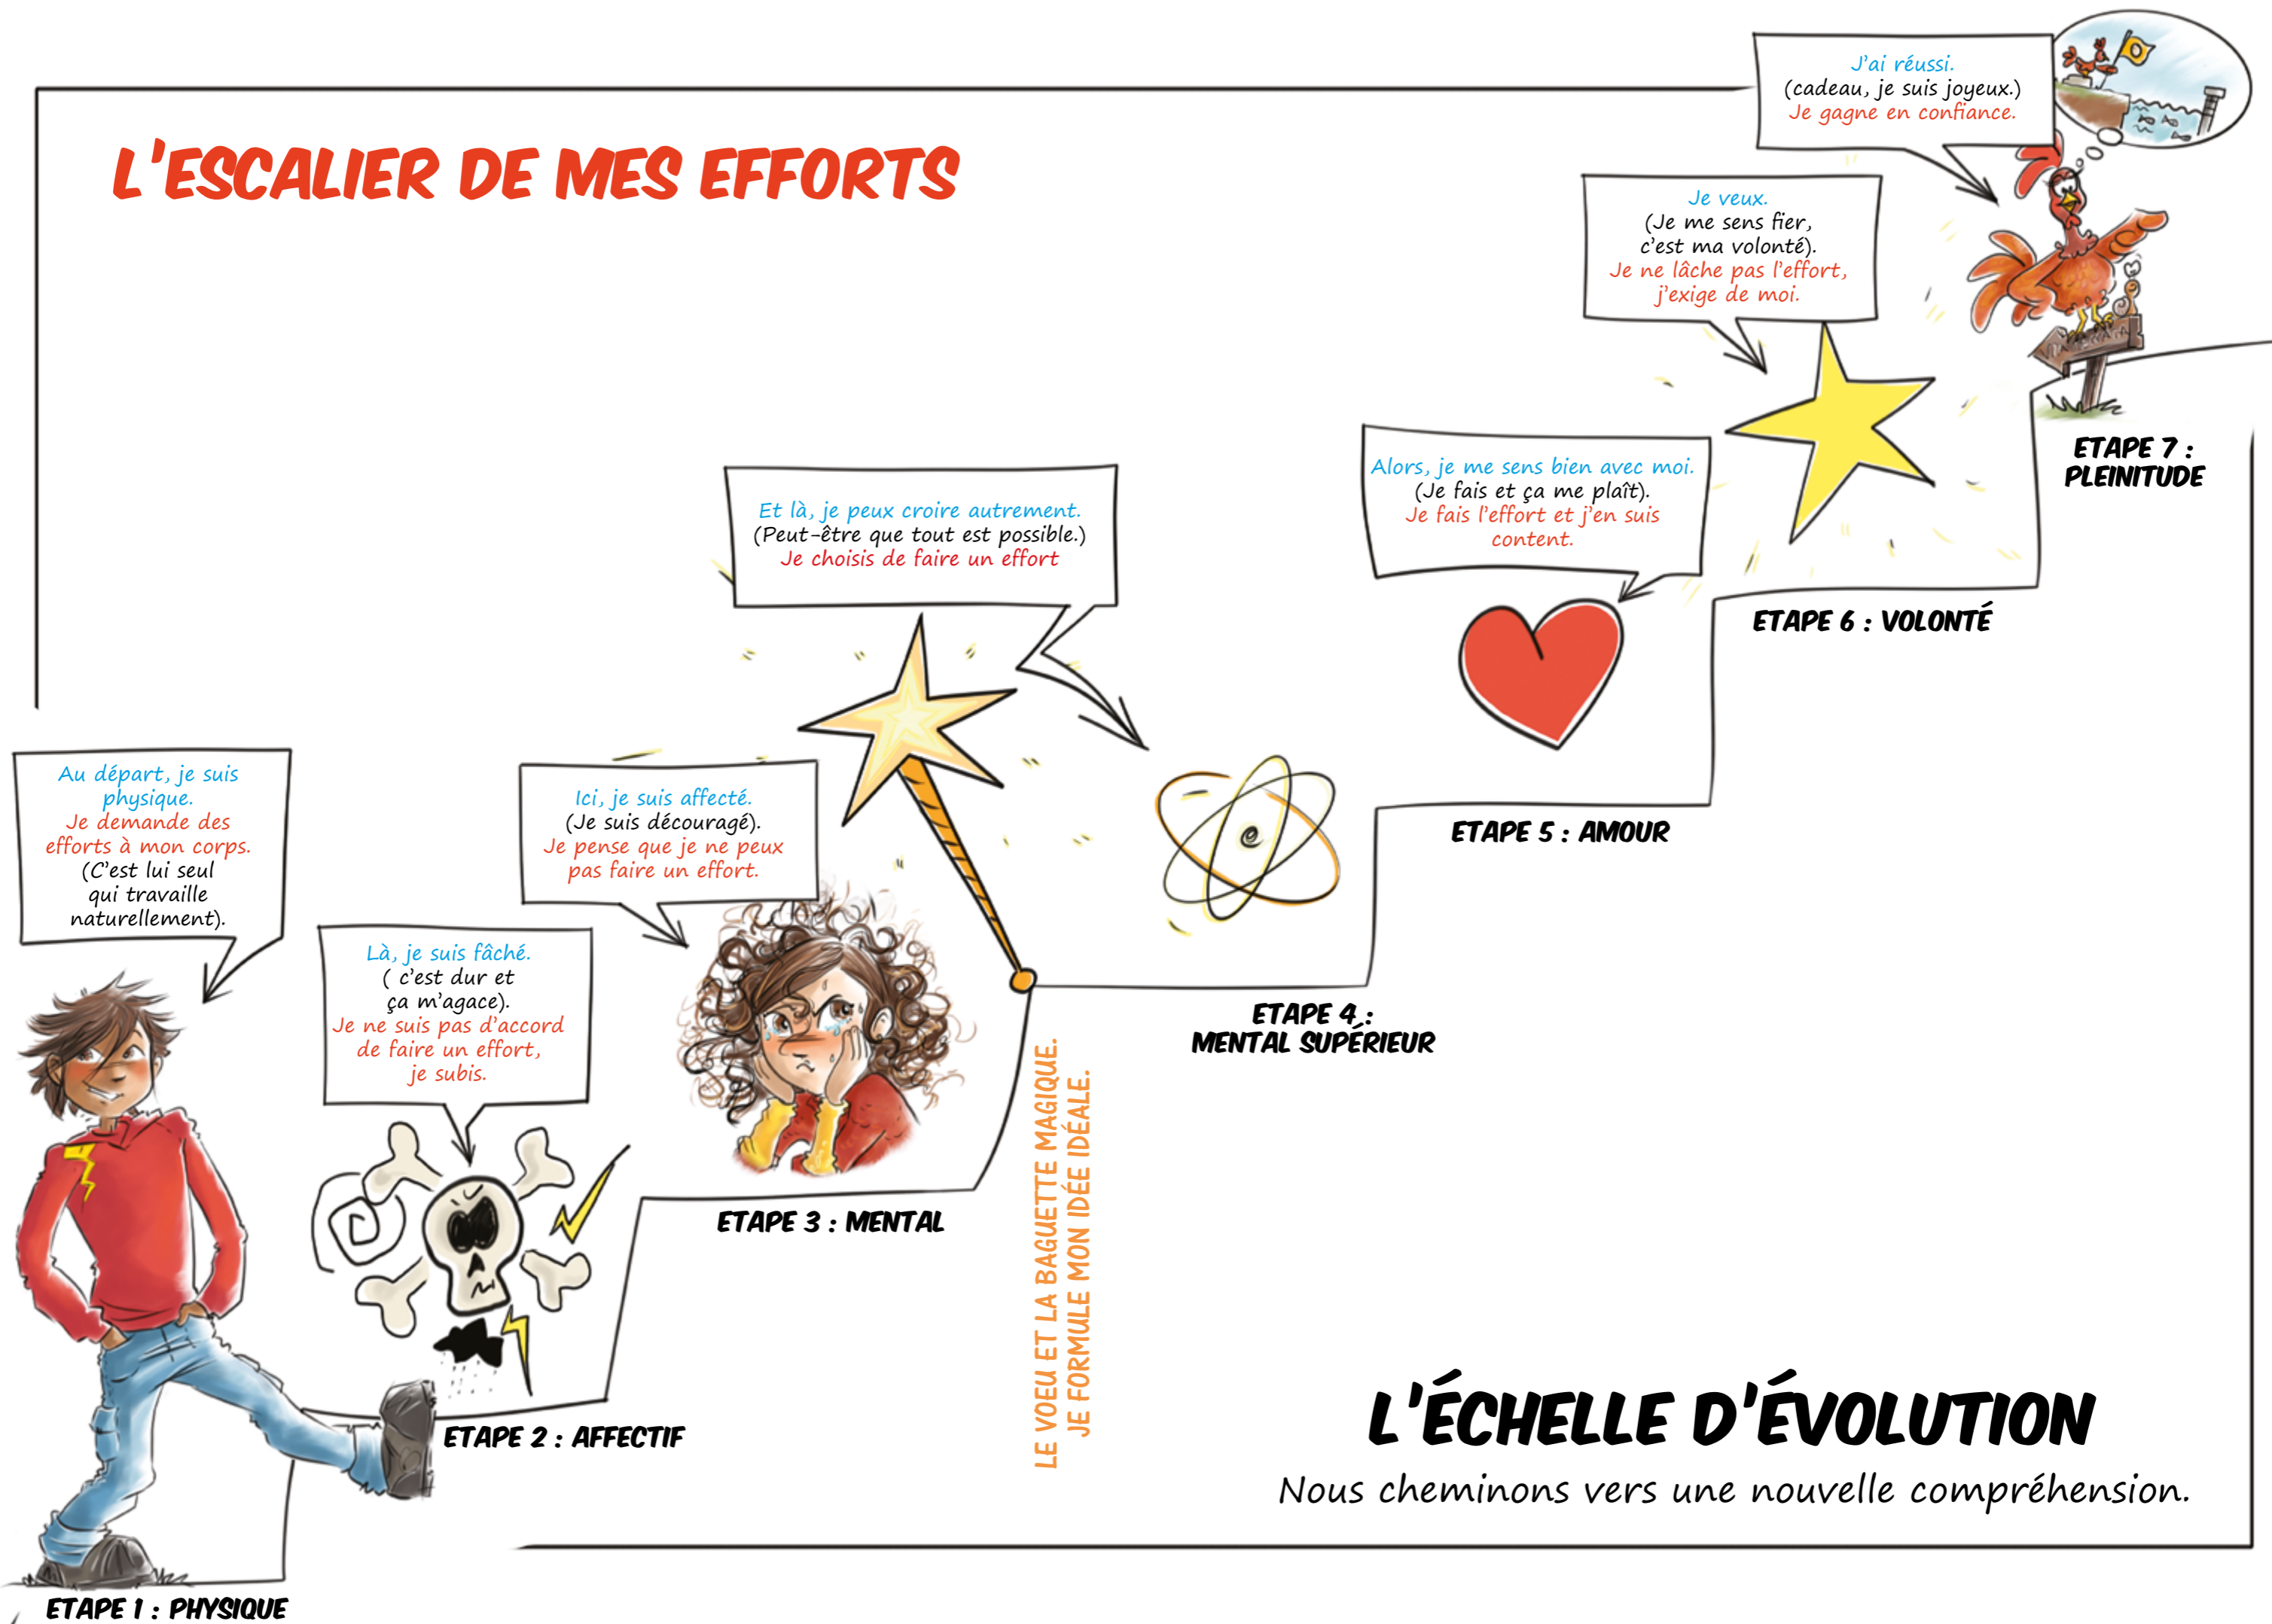 L'ESCALIER DE MES EFFORTS
Au départ, je suis
physique.
Je demande des
efforts à mon corps.
(C'est lui seul
qui travaille
naturellement).
ETAPE 1 : PHYSIQUE
Là, je suis fâché.
( c'est dur et
ça m'agace).
Je ne suis pas d'accord
de faire un effort,
je subis.
ETAPE 2 : AFFECTIF
Ici, je suis affecté.
(Je suis découragé).
Je pense que je ne peux
pas faire un effort.
ETAPE 3 : MENTAL
LE VOEU ET LA BAGUETTE MAGIQUE.
JE FORMULE MON IDÉE IDÉALE.
Et là, je peux croire autrement.
(Peut-être que tout est possible.)
Je choisis de faire un effort
ETAPE 4 :
MENTAL SUPÉRIEUR
Alors, je me sens bien avec moi.
(Je fais et ça me plaît).
Je fais l'effort et j'en suis
content.
ETAPE 5 : AMOUR
Je veux.
(Je me sens fier,
c'est ma volonté).
Je ne lâche pas l'effort,
j'exige de moi.
ETAPE 6 : VOLONTÉ
J'ai réussi.
(cadeau, je suis joyeux.)
Je gagne en confiance.
ETAPE 7 :
PLEINITUDE
L'ÉCHELLE D'ÉVOLUTION
Nous cheminons vers une nouvelle compréhension.